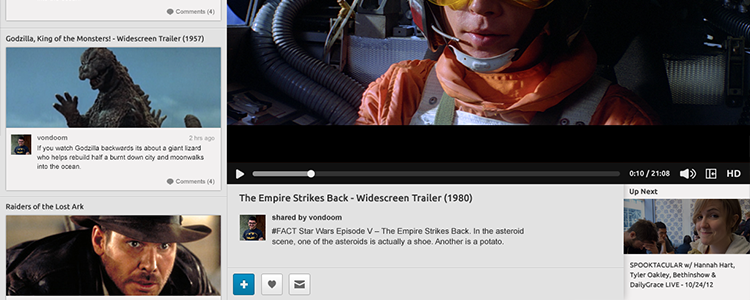 Comments (4)
Godzilla, King of the Monsters! - Widescreen Trailer (1957)
vondoom 2 hrs ago
If you watch Godzilla backwards its about a giant lizard
who helps rebuild half a burnt down city and moonwalks
into the ocean.
Comments (4)
Raiders of the Lost Ark
0:10 / 21:08 HD
The Empire Strikes Back - Widescreen Trailer (1980)
shared by vondoom
#FACT Star Wars Episode V – The Empire Strikes Back. In the asteroid
scene, one of the asteroids is actually a shoe. Another is a potato.
Up Next
SPOOKTACULAR w/ Hannah Hart,
Tyler Oakley, Bethinshow &
DailyGrace LIVE - 10/24/12